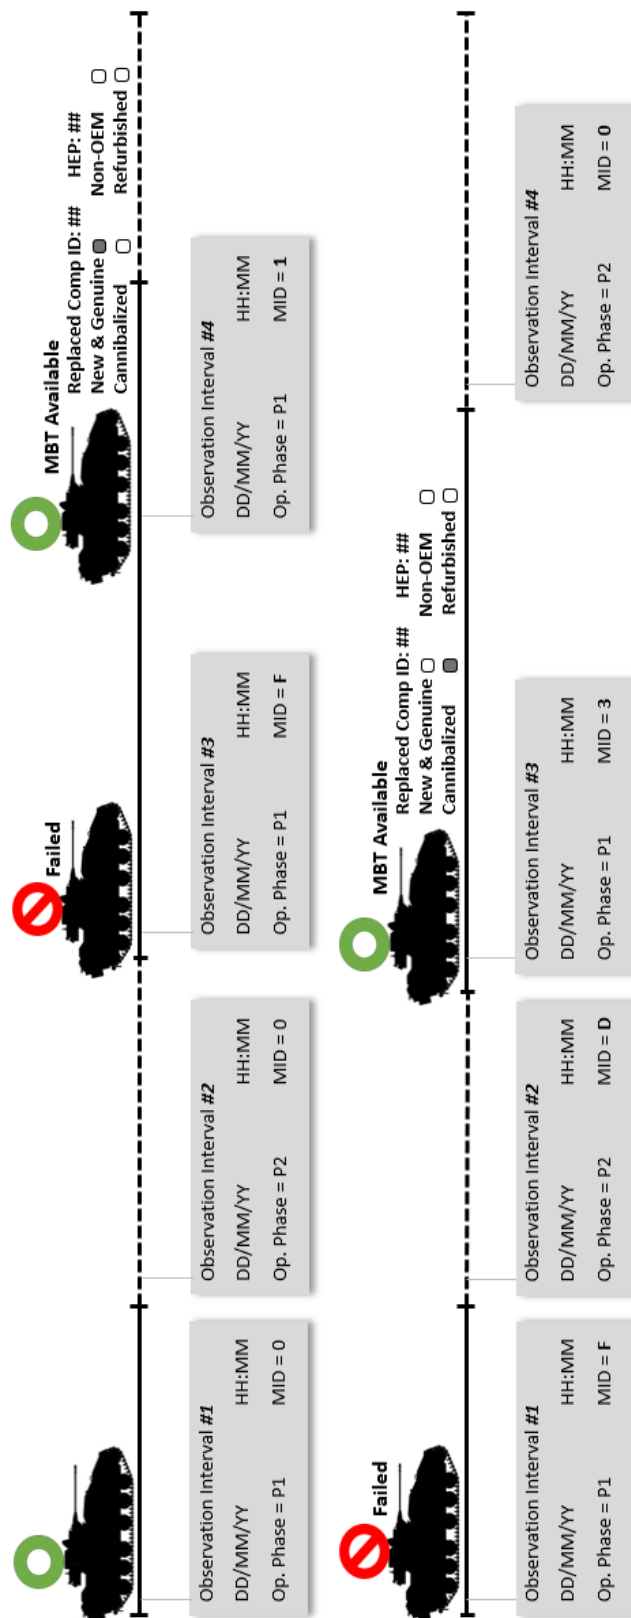 Failed
MBT Available
Replaced Comp ID: ## HEP: ##
New & Genuine Non-OEM
Cannibalized Refurbished
Observation Interval #1
DD/MM/YY HH:MM
Op. Phase = P1 MID = 0
Observation Interval #2
DD/MM/YY HH:MM
Op. Phase = P2 MID = 0
Observation Interval #3
DD/MM/YY HH:MM
Op. Phase = P1 MID = F
Observation Interval #4
DD/MM/YY HH:MM
Op. Phase = P1 MID = 1
Failed
MBT Available
Replaced Comp ID: ## HEP: ##
New & Genuine Non-OEM
Cannibalized Refurbished
Observation Interval #1
DD/MM/YY HH:MM
Op. Phase = P1 MID = F
Observation Interval #2
DD/MM/YY HH:MM
Op. Phase = P2 MID = D
Observation Interval #3
DD/MM/YY HH:MM
Op. Phase = P1 MID = 3
Observation Interval #4
DD/MM/YY HH:MM
Op. Phase = P2 MID = 0